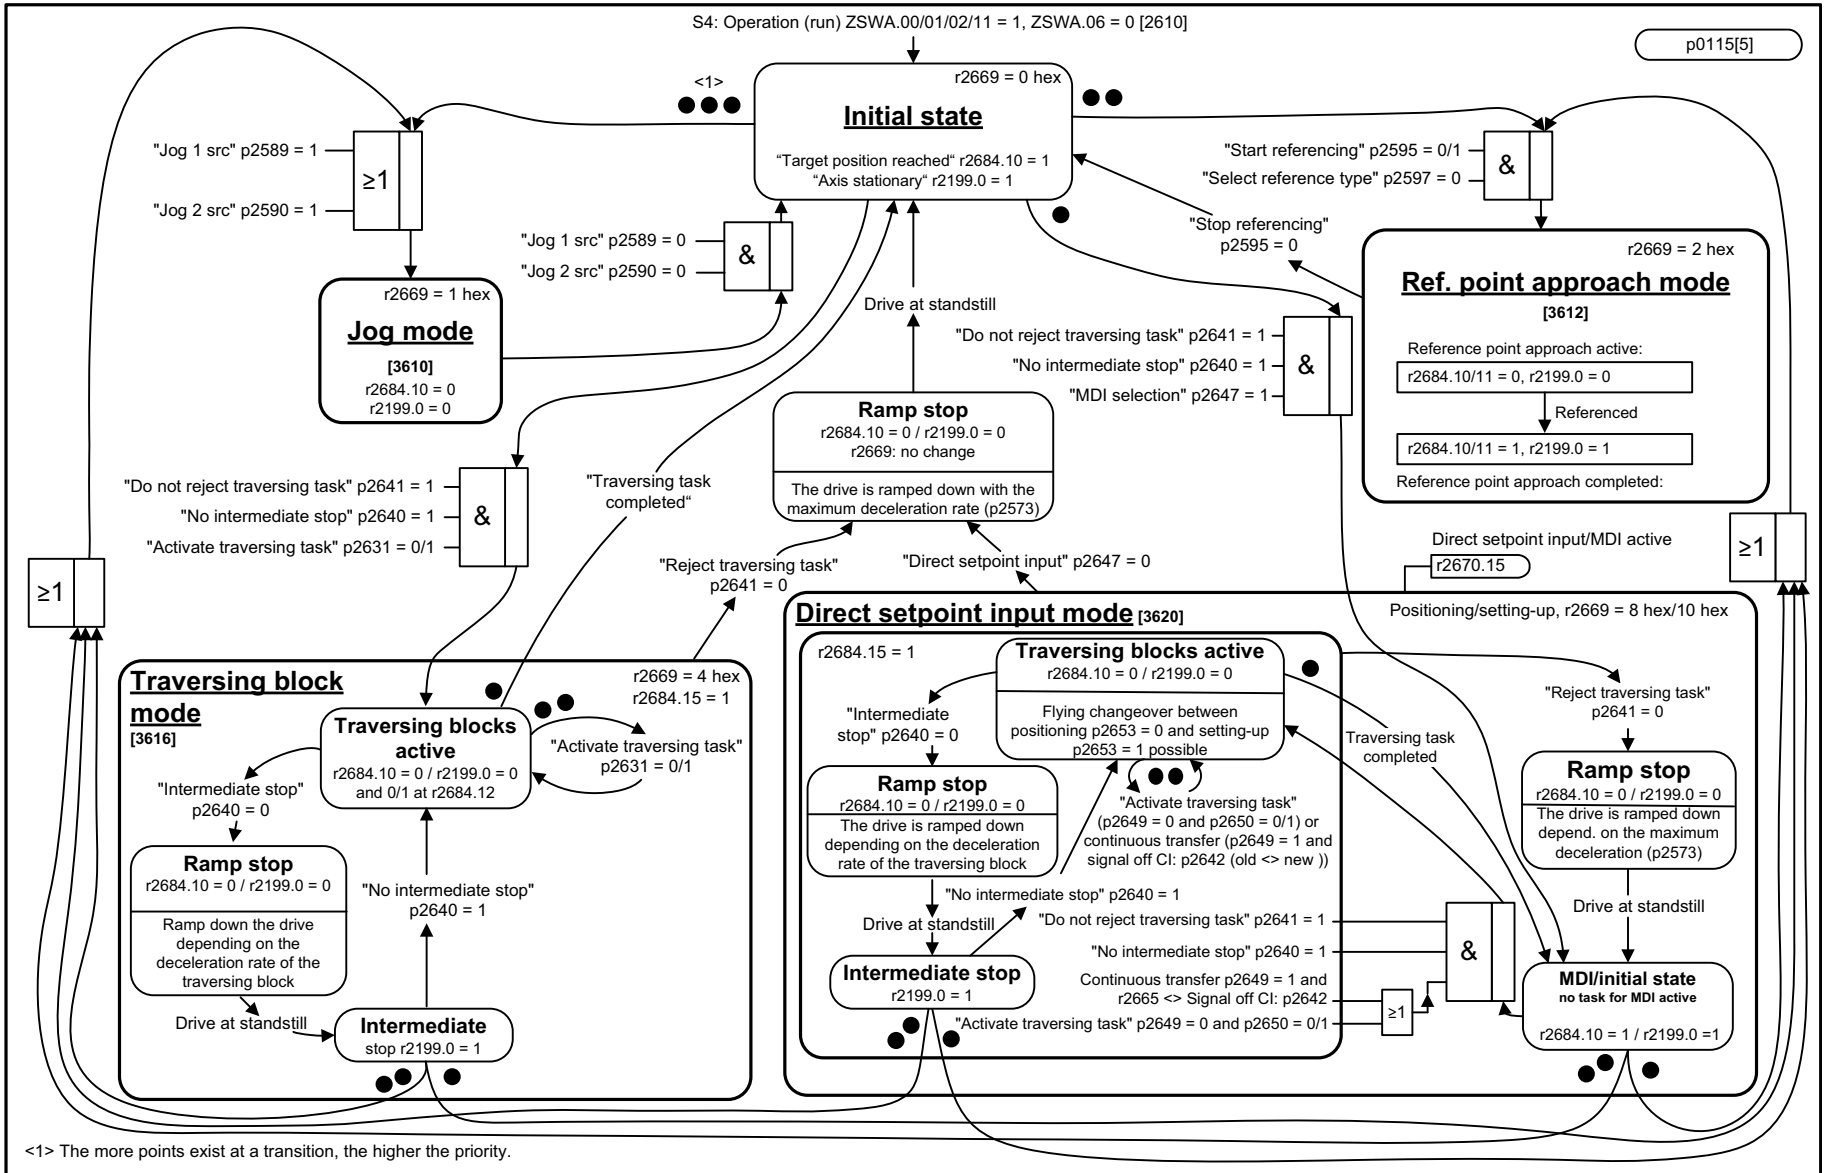 S4: Operation (run) ZSWA.00/01/02/11 = 1, ZSWA.06 = 0 [2610]
p0115[5]
<1>
r2669 = 0 hex
Initial state
“Target position reached“ r2684.10 = 1
“Axis stationary“ r2199.0 = 1
"Jog 1 src" p2589 = 1
≥1
"Jog 2 src" p2590 = 1
"Start referencing" p2595 = 0/1
&
"Select reference type" p2597 = 0
"Jog 1 src" p2589 = 0
&
"Jog 2 src" p2590 = 0
"Stop referencing"
p2595 = 0
r2669 = 1 hex
Jog mode
[3610]
r2684.10 = 0
r2199.0 = 0
r2669 = 2 hex
Ref. point approach mode
[3612]
Reference point approach active:
r2684.10/11 = 0, r2199.0 = 0
Referenced
r2684.10/11 = 1, r2199.0 = 1
Reference point approach completed:
Drive at standstill
"Do not reject traversing task" p2641 = 1
"No intermediate stop" p2640 = 1
&
"MDI selection" p2647 = 1
Ramp stop
r2684.10 = 0 / r2199.0 = 0
r2669: no change
The drive is ramped down with the
maximum deceleration rate (p2573)
"Do not reject traversing task" p2641 = 1
"No intermediate stop" p2640 = 1
&
"Activate traversing task" p2631 = 0/1
"Traversing task
completed“
"Reject traversing task"
p2641 = 0
"Direct setpoint input" p2647 = 0
≥1
≥1
Direct setpoint input/MDI active
r2670.15
Traversing block
mode
[3616]
r2669 = 4 hex
r2684.15 = 1
Traversing blocks
active
r2684.10 = 0 / r2199.0 = 0
and 0/1 at r2684.12
"Activate traversing task"
p2631 = 0/1
"Intermediate stop"
p2640 = 0
Ramp stop
r2684.10 = 0 / r2199.0 = 0
Ramp down the drive
depending on the
deceleration rate of the
traversing block
"No intermediate stop"
p2640 = 1
Drive at standstill
Intermediate
stop r2199.0 = 1
Direct setpoint input mode [3620]
Positioning/setting-up, r2669 = 8 hex/10 hex
r2684.15 = 1
Traversing blocks active
r2684.10 = 0 / r2199.0 = 0
Flying changeover between
positioning p2653 = 0 and setting-up
p2653 = 1 possible
"Intermediate
stop" p2640 = 0
Ramp stop
r2684.10 = 0 / r2199.0 = 0
The drive is ramped down
depending on the deceleration
rate of the traversing block
"Activate traversing task"
(p2649 = 0 and p2650 = 0/1) or
continuous transfer (p2649 = 1 and
signal off CI: p2642 (old <> new ))
"No intermediate stop" p2640 = 1
Drive at standstill
Intermediate stop
r2199.0 = 1
"Do not reject traversing task" p2641 = 1
"No intermediate stop" p2640 = 1
&
Continuous transfer p2649 = 1 and
r2665 <> Signal off CI: p2642
≥1
"Activate traversing task" p2649 = 0 and p2650 = 0/1
Traversing task
completed
"Reject traversing task"
p2641 = 0
Ramp stop
r2684.10 = 0 / r2199.0 = 0
The drive is ramped down
depend. on the maximum
deceleration (p2573)
Drive at standstill
MDI/initial state
no task for MDI active
r2684.10 = 1 / r2199.0 =1
<1> The more points exist at a transition, the higher the priority.